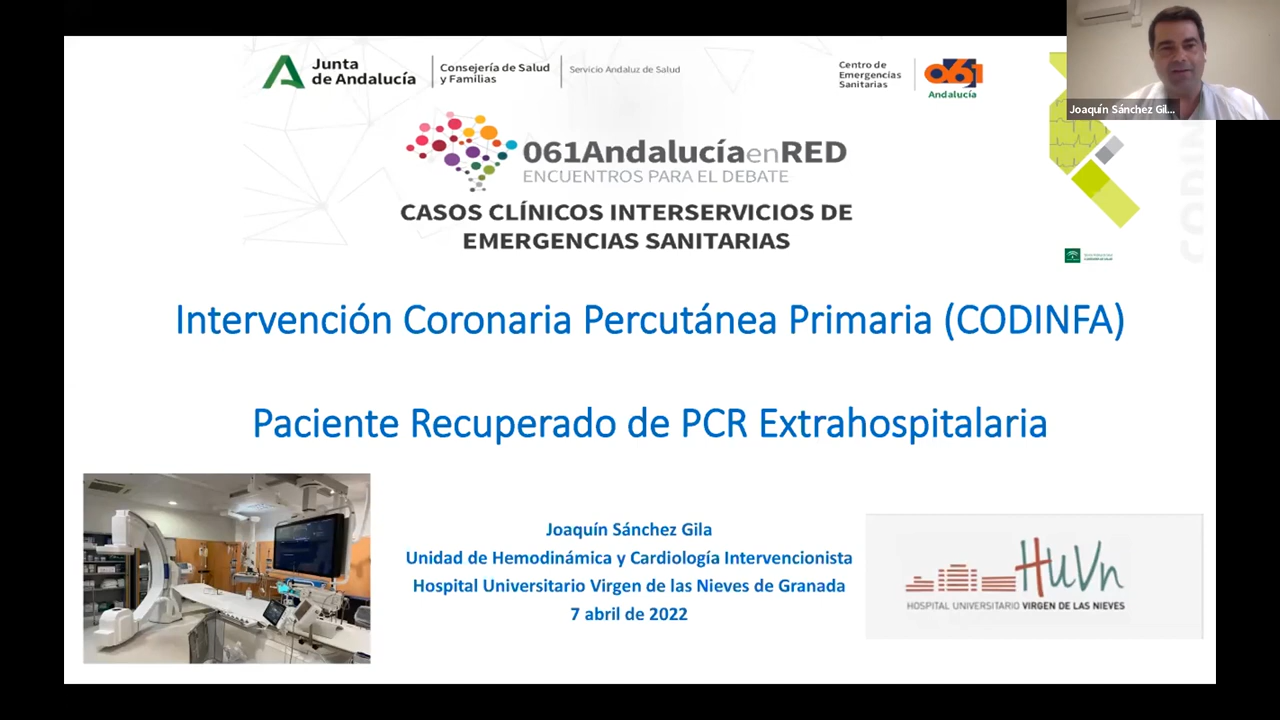 Junta
de Andalucía
Consejería de Salud
y Familias
Servicio Andaluz de Salud
Centro de
Emergencias
Sanitarias
061
Andalucía
Joaquín Sánchez Gil...
061AndalucíaenRED
ENCUENTROS PARA EL DEBATE
CASOS CLÍNICOS INTERSERVICIOS DE
EMERGENCIAS SANITARIAS
CODIN
Intervención Coronaria Percutánea Primaria (CODINFA)
Paciente Recuperado de PCR Extrahospitalaria
Joaquín Sánchez Gila
Unidad de Hemodinámica y Cardiología Intervencionista
Hospital Universitario Virgen de las Nieves de Granada
7 abril de 2022
HUVn
HOSPITAL UNIVERSITARIO VIRGEN DE LAS NIEVES